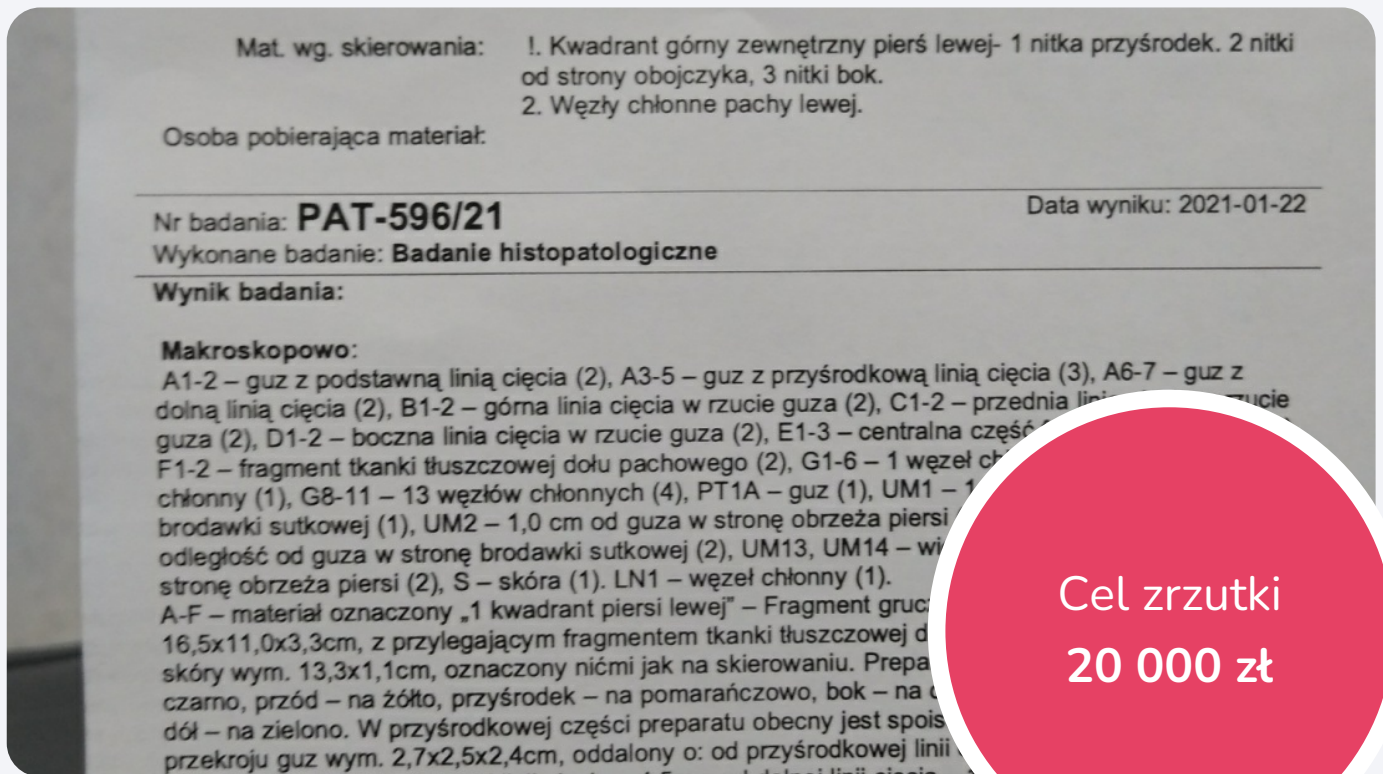 Mat. wg. skierowania: !. Kwadrant górny zewnętrzny pierś lewej- 1 nitka przyśrodek. 2 nitki
od strony obojczyka, 3 nitki bok.
2. Węzły chłonne pachy lewej.
Osoba pobierająca materiał:
Nr badania: PAT-596/21 Data wyniku: 2021-01-22
Wykonane badanie: Badanie histopatologiczne
Wynik badania:
Makroskopowo:
A1-2 – guz z podstawną linią cięcia (2), A3-5 – guz z przyśrodkową linią cięcia (3), A6-7 – guz z
dolną linią cięcia (2), B1-2 – górna linia cięcia w rzucie guza (2), C1-2 – przednia
guza (2), D1-2 – boczna linia cięcia w rzucie guza (2), E1-3 – centralna część
F1-2 – fragment tkanki tłuszczowej dołu pachowego (2), G1-6 – 1 węzeł
chłonny (1), G8-11 – 13 węzłów chłonnych (4), PT1A – guz (1), UM1 –
brodawki sutkowej (1), UM2 – 1,0 cm od guza w stronę obrzeża piersi
odległość od guza w stronę brodawki sutkowej (2), UM13, UM14 –
stronę obrzeża piersi (2), S – skóra (1). LN1 – węzeł chłonny (1).
A-F – materiał oznaczony „1 kwadrant piersi lewej" – Fragment
16,5x11,0x3,3cm, z przylegającym fragmentem tkanki tłuszczowej
skóry wym. 13,3x1,1cm, oznaczony nićmi jak na skierowaniu.
czarno, przód – na żółto, przyśrodek – na pomarańczowo, bok – na
dół – na zielono. W przyśrodkowej części preparatu obecny jest
przekroju guz wym. 2,7x2,5x2,4cm, oddalony o: od przyśrodkowej linii
Cel zrzutki
20 000 zł